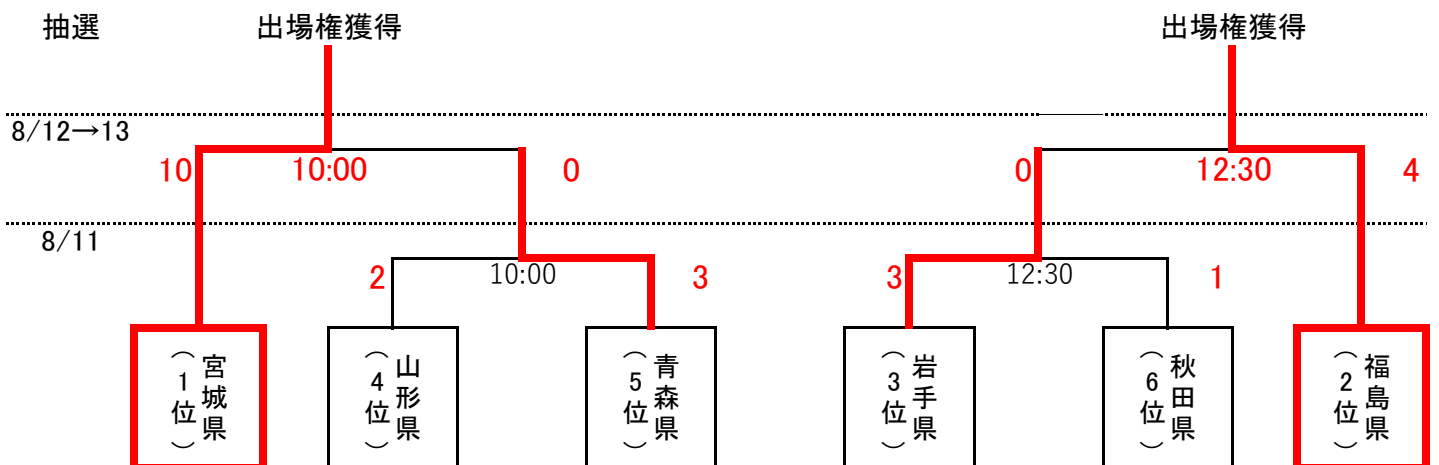 抽選
出場権獲得
出場権獲得
8/12→13
10
10:00
0
0
12:30
4
8/11
2
10:00
3
3
12:30
1
宮城県
（1位）
山形県
（4位）
青森県
（5位）
岩手県
（3位）
秋田県
（6位）
福島県
（2位）